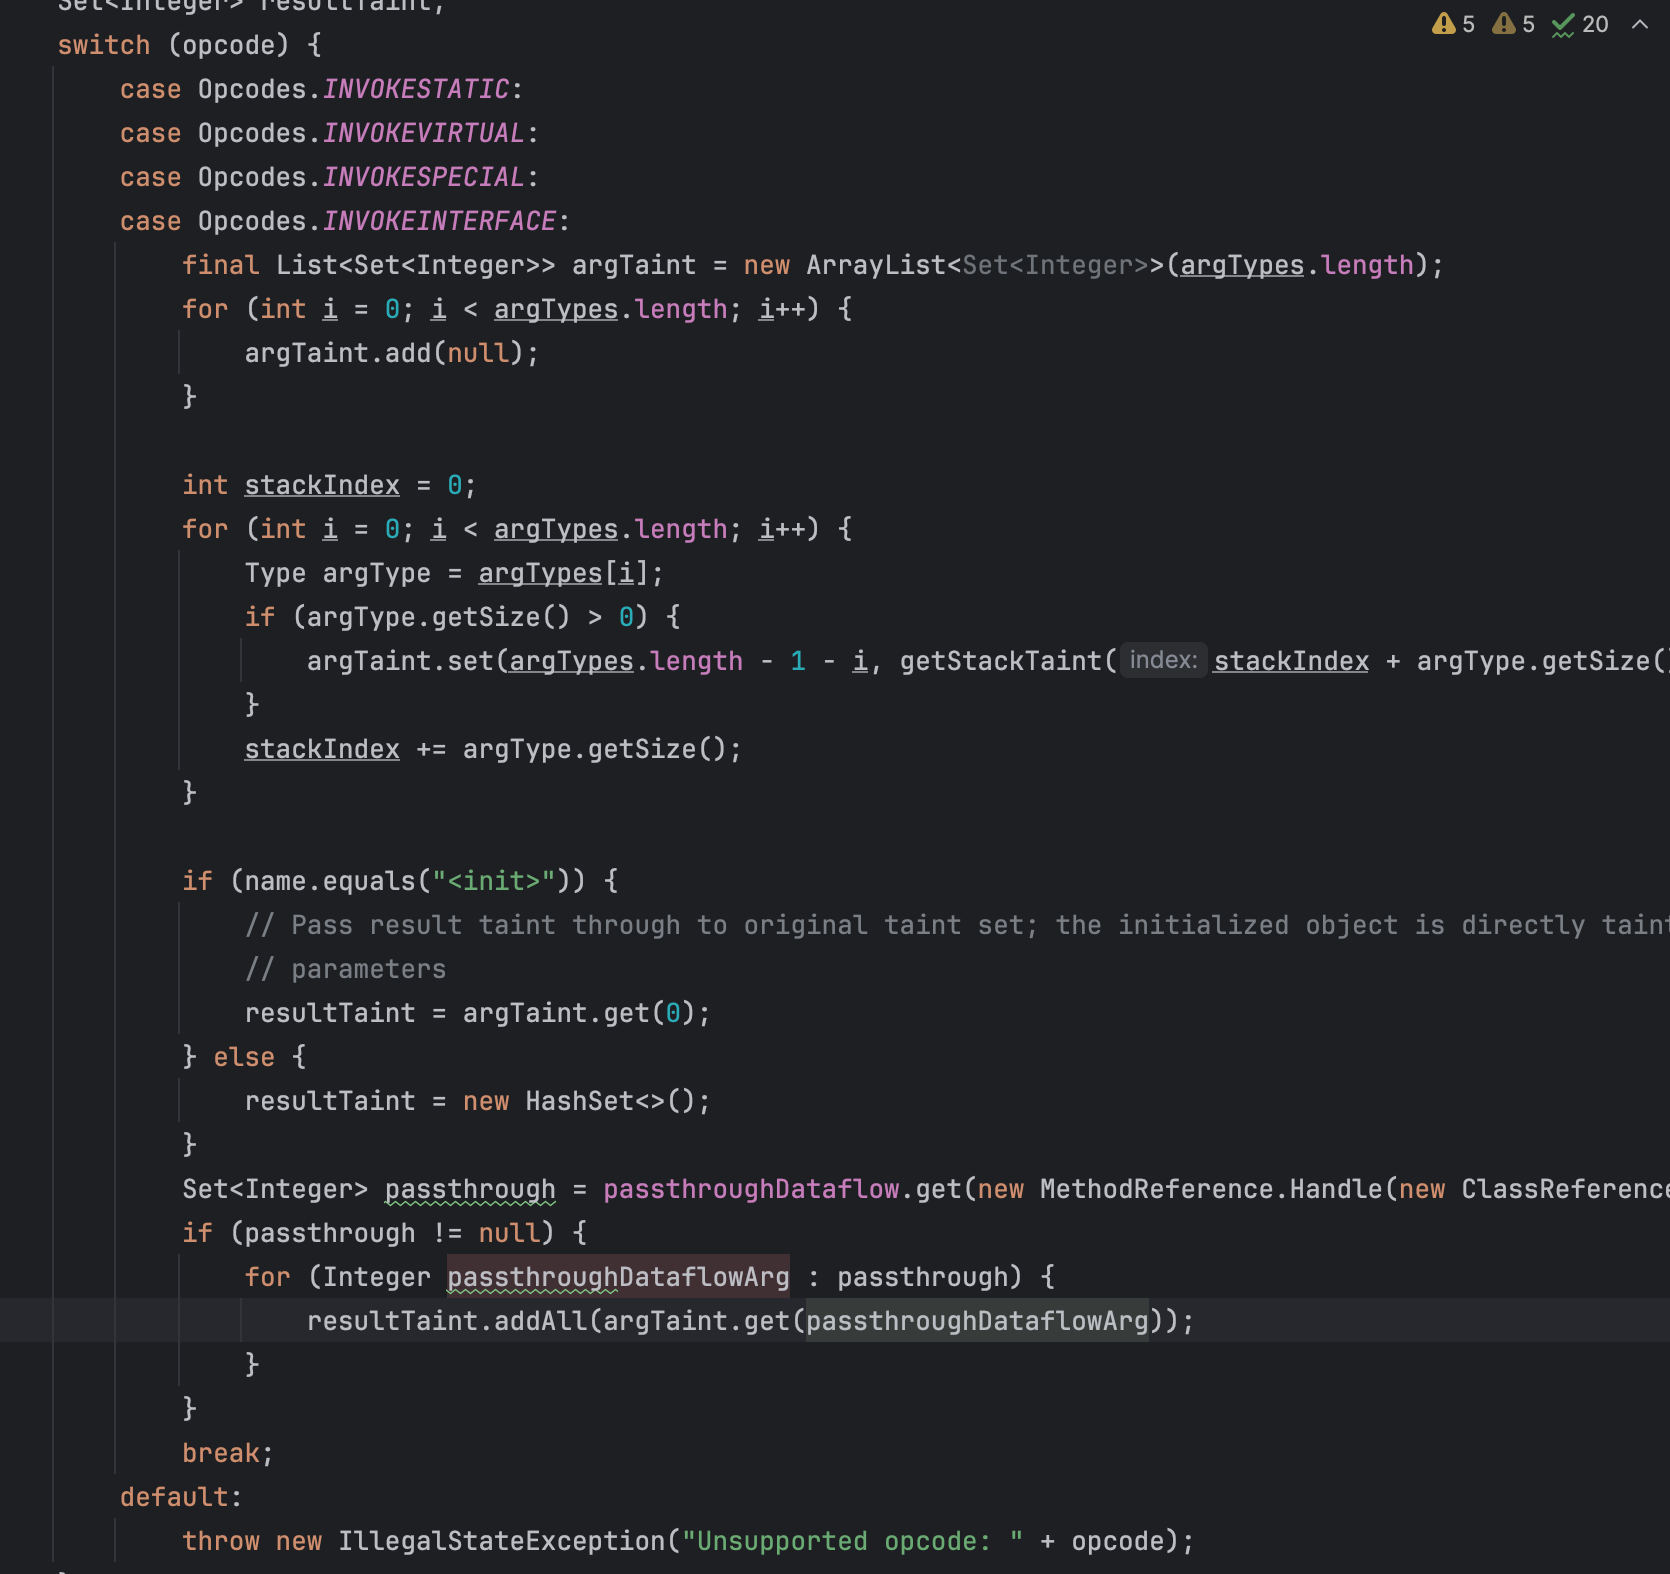 Set<Integer> resultTaint;
5 5 20
switch (opcode) {
case Opcodes.INVOKESTATIC:
case Opcodes.INVOKEVIRTUAL:
case Opcodes.INVOKESPECIAL:
case Opcodes.INVOKEINTERFACE:
final List<Set<Integer>> argTaint = new ArrayList<Set<Integer>>(argTypes.length);
for (int i = 0; i < argTypes.length; i++) {
argTaint.add(null);
}
int stackIndex = 0;
for (int i = 0; i < argTypes.length; i++) {
Type argType = argTypes[i];
if (argType.getSize() > 0) {
argTaint.set(argTypes.length - 1 - i, getStackTaint( index: stackIndex + argType.getSize(
}
stackIndex += argType.getSize();
}
if (name.equals("<init>")) {
// Pass result taint through to original taint set; the initialized object is directly taint
// parameters
resultTaint = argTaint.get(0);
} else {
resultTaint = new HashSet<>();
}
Set<Integer> passthrough = passthroughDataflow.get(new MethodReference.Handle(new ClassReference
if (passthrough != null) {
for (Integer passthroughDataflowArg : passthrough) {
resultTaint.addAll(argTaint.get(passthroughDataflowArg));
}
}
break;
default:
throw new IllegalStateException("Unsupported opcode: " + opcode);
}